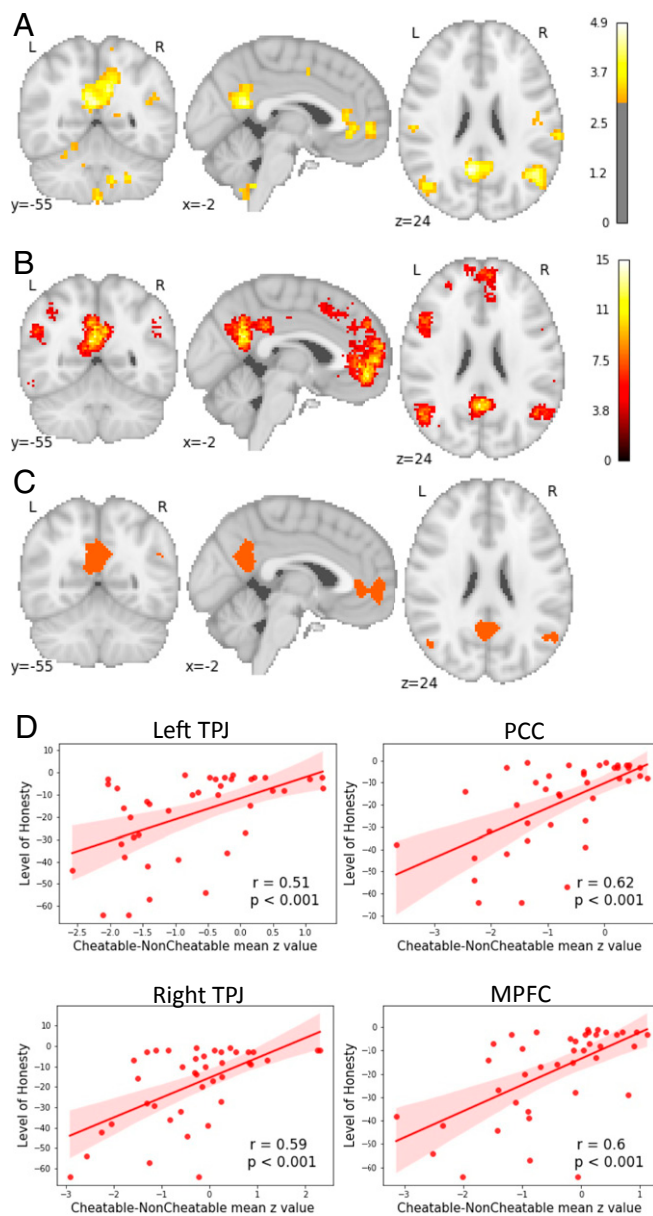 A
L R L R
4.9
3.7
2.5
1.2
0
y=-55 x=-2 z=24
B
L R L R
15
11
7.5
3.8
0
y=-55 x=-2 z=24
C
L R L R
y=-55 x=-2 z=24
D
Left TPJ
10
0
−10
−20
−30
−40
−50
−60
Level of Honesty
r = 0.51
p < 0.001
−2.5 −2.0 −1.5 −1.0 −0.5 0.0 0.5 1.0
Cheatable-NonCheatable mean z value
PCC
0
−10
−20
−30
−40
−50
−60
−70
Level of Honesty
r = 0.62
p < 0.001
−3 −2 −1 0
Cheatable-NonCheatable mean z value
Right TPJ
10
0
−10
−20
−30
−40
−50
−60
Level of Honesty
r = 0.59
p < 0.001
−3 −2 −1 0 1 2
Cheatable-NonCheatable mean z value
MPFC
0
−10
−20
−30
−40
−50
−60
Level of Honesty
r = 0.6
p < 0.001
−3 −2 −1 0 1
Cheatable-NonCheatable mean z value